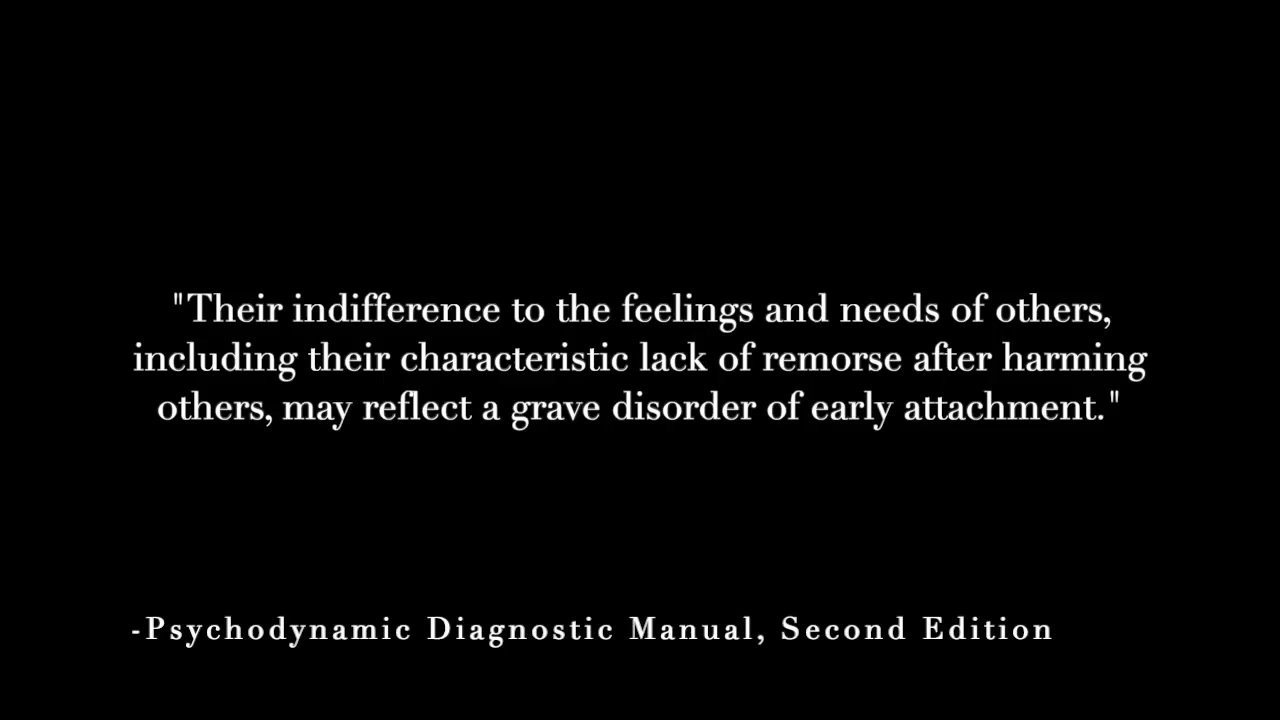 "Their indifference to the feelings and needs of others,
including their characteristic lack of remorse after harming
others, may reflect a grave disorder of early attachment."
-Psychodynamic Diagnostic Manual, Second Edition